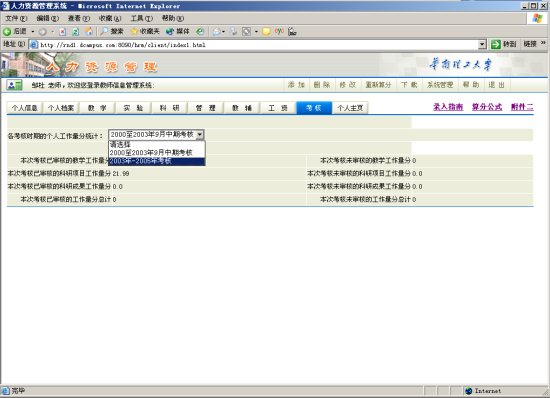 人力资源管理系统 - Microsoft Internet Explorer
文件(F) 编辑(E) 查看(V) 收藏(A) 工具(T) 帮助(H)
后退 搜索 收藏夹 媒体
地址(D) http://rnd1.dcampus.com:8090/hrm/client/index1.html 转到 链接 »
人力资源管理 华南理工大学
邹红 老师,欢迎您登录教师信息管理系统: 添加 删除 修改 重新算分 下载 系统管理 帮助 退出
个人信息 个人档案 教学 实验 科研 管理 教辅 工资 考核 个人主页 录入指南 算分公式 附件二
各考核时期的个人工作量分统计: 2000至2003年9月中期考核
请选择
2000至2003年9月中期考核
2003年-2006年考核
本次考核已审核的教学工作量分 本次考核未审核的教学工作量分 0
本次考核已审核的科研项目工作量分 21.99 本次考核未审核的科研项目工作量分 0.0
本次考核已审核的科研成果工作量分 0.0 本次考核未审核的科研成果工作量分 0.0
本次考核已审核的工作量分总计 0 本次考核未审核的工作量分总计 0
完毕 Internet